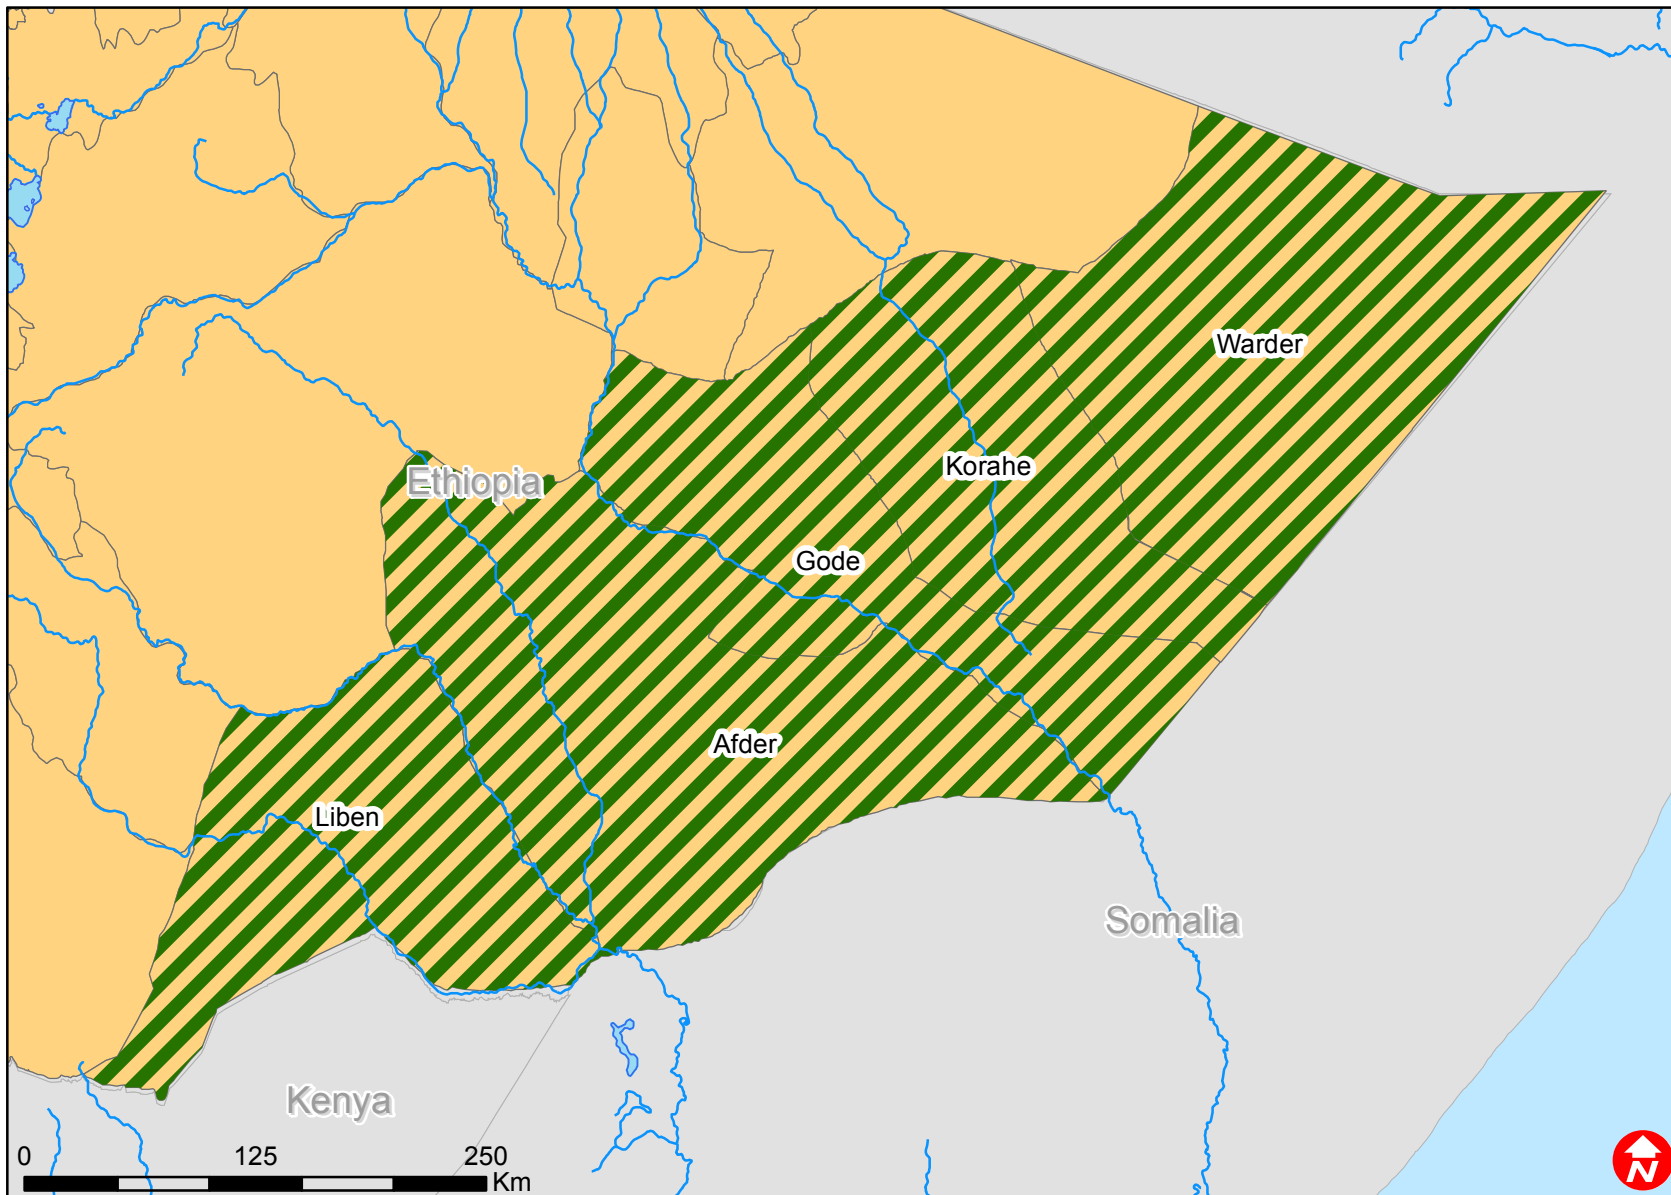 Warder
Korahe
Ethiopia
Gode
Afder
Liben
Somalia
Kenya
0 125 250
Km
N